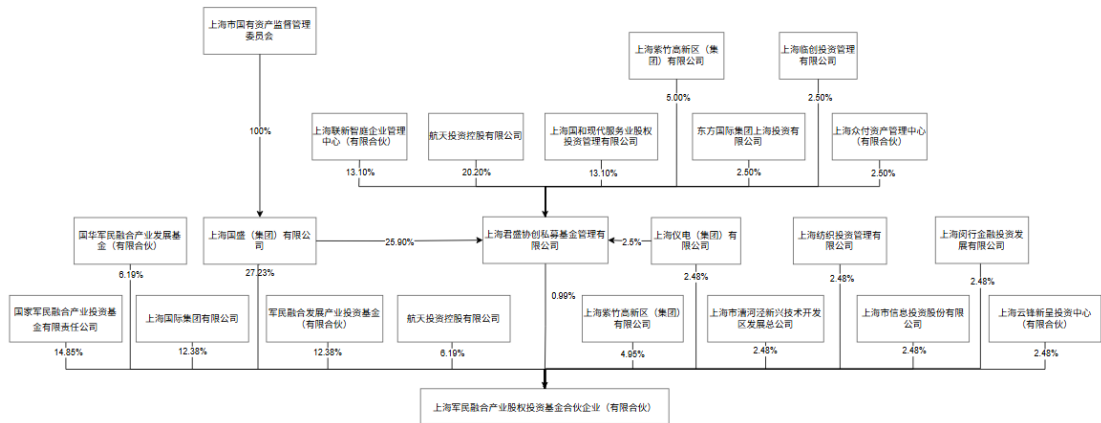 上海市国有资产监督管理
委员会
上海紫竹高新区（集
团）有限公司
上海临创投资管理
有限公司
5.00%
2.50%
100%
上海联新智庭企业管理
中心（有限合伙）
航天投资控股有限公司
上海国和现代服务业股权
投资管理有限公司
东方国际集团上海投资有
限公司
上海众付资产管理中心
（有限合伙）
13.10%
20.20%
13.10%
2.50%
2.50%
国华军民融合产业发展基
金（有限合伙）
上海国盛（集团）有限公
司
25.90%
上海君盛协创私募基金管理有
限公司
2.5%
上海仪电（集团）有
限公司
上海纺织投资管理有
限公司
上海闵行金融投资发
展有限公司
6.19%
27.23%
0.99%
2.48%
2.48%
2.48%
国家军民融合产业投资基
金有限责任公司
上海国际集团有限公司
军民融合发展产业投资基金
（有限合伙）
航天投资控股有限公司
上海紫竹高新区（集团）
有限公司
上海市漕河泾新兴技术开发
区发展总公司
上海市信息投资股份有限公
司
上海云锋新呈投资中心
（有限合伙）
14.85%
12.38%
12.38%
6.19%
4.95%
2.48%
2.48%
2.48%
上海军民融合产业股权投资基金合伙企业（有限合伙）